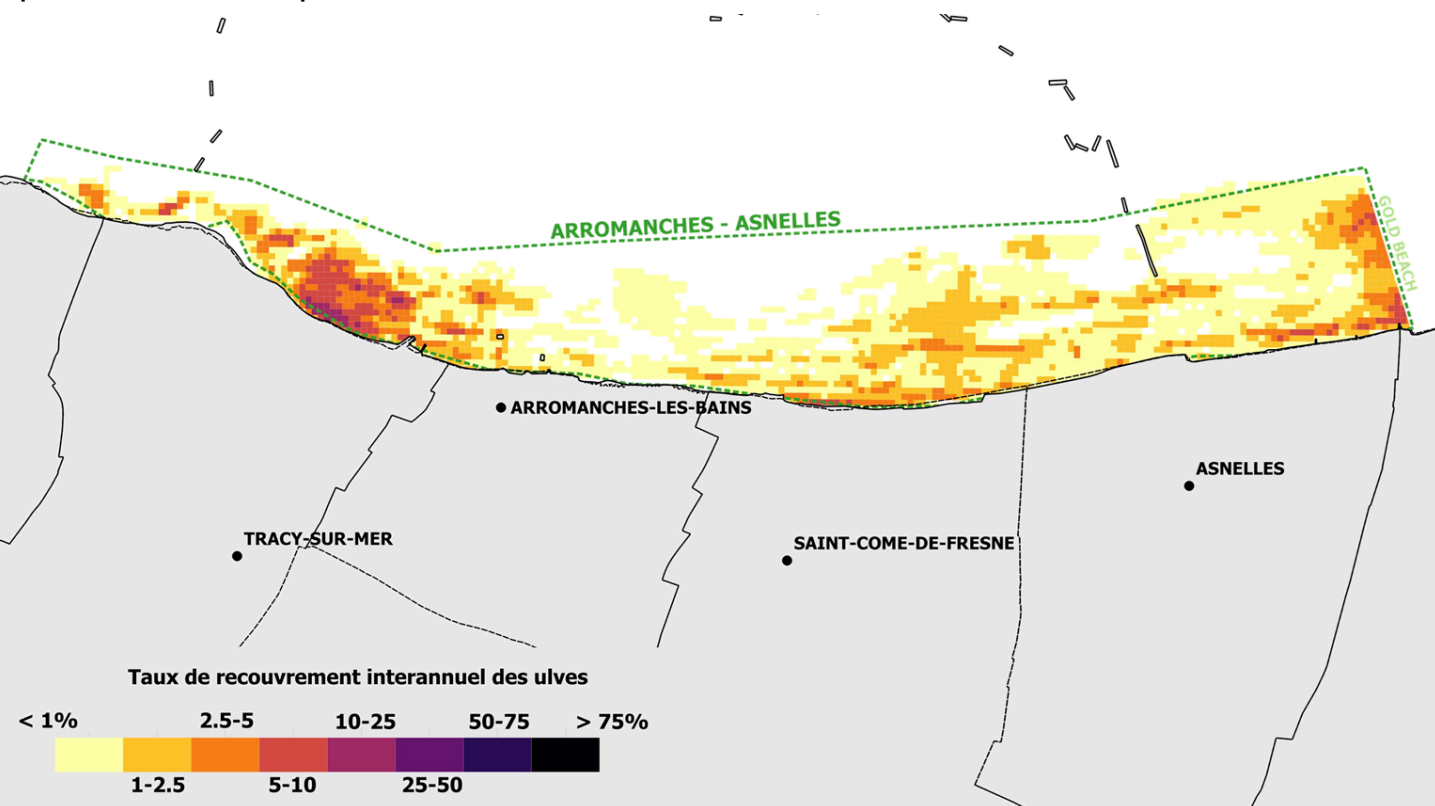 ARROMANCHES - ASNELLES
GOLD BEACH
ARROMANCHES-LES-BAINS
ASNELLES
TRACY-SUR-MER
SAINT-COME-DE-FRESNE
Taux de recouvrement interannuel des ulves
< 1% 2.5-5 10-25 50-75 > 75%
1-2.5 5-10 25-50